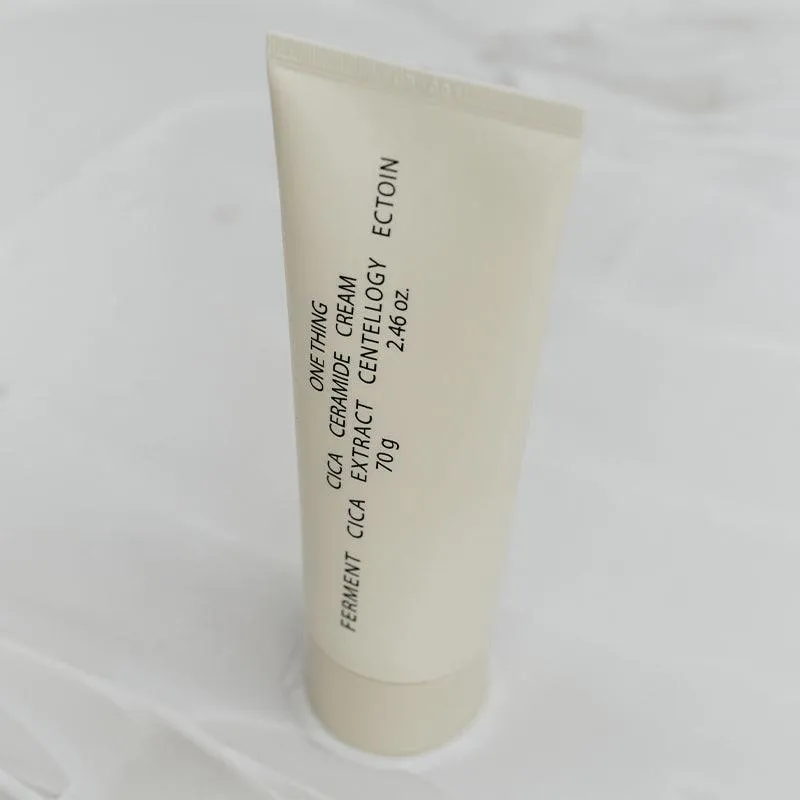 ONE THING
CICA CERAMIDE CREAM
FERMENT CICA EXTRACT CENTELLOGY ECTOIN
70 g 2.46 oz.